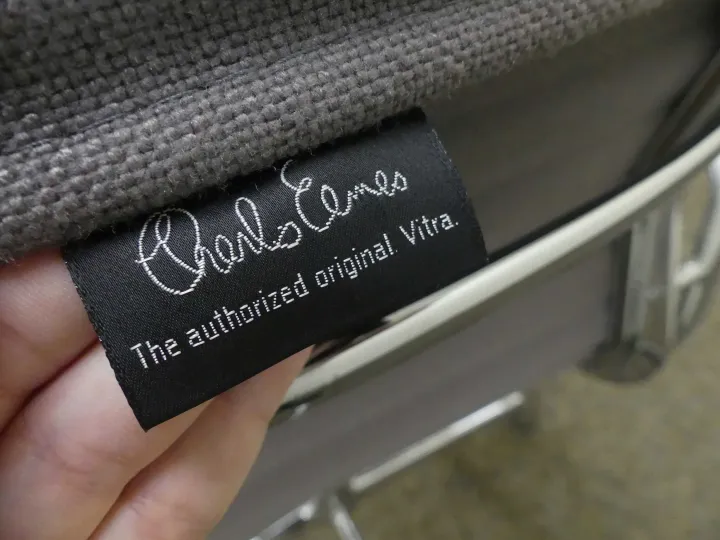 Charles Eames
The authorized original. Vitra.